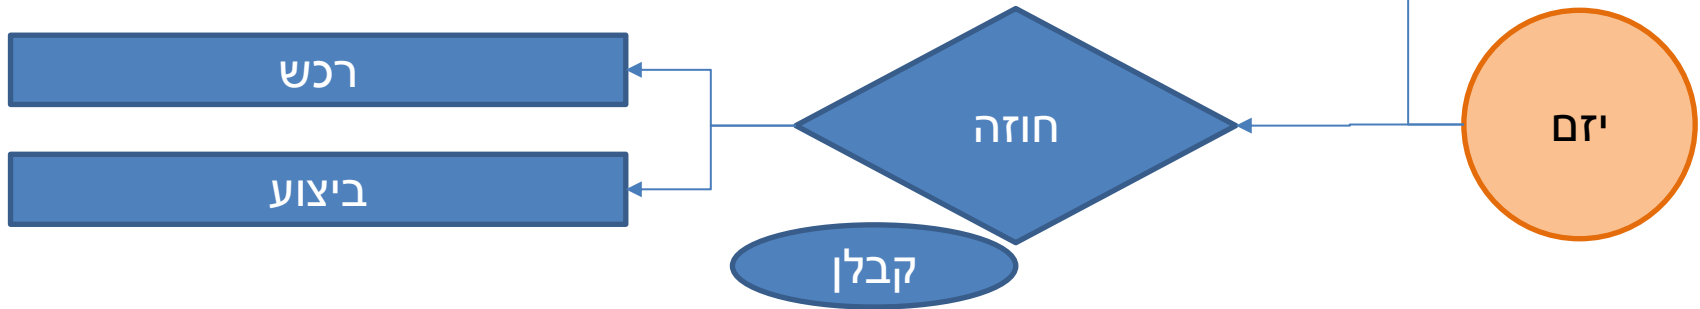 יזם
חוזה
רכש
ביצוע
קבלן